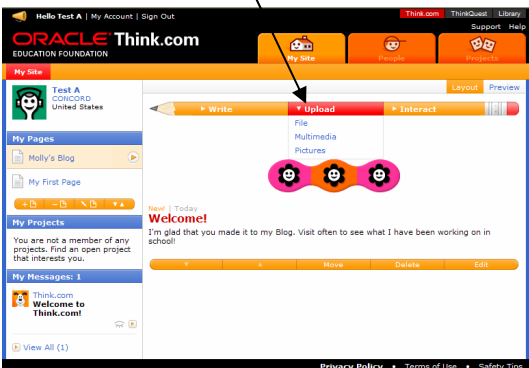 Hello Test A | My Account | Sign Out
Think.com ThinkQuest Library
Support Help
ORACLE Think.com
EDUCATION FOUNDATION
My Site People Projects
My Site
Layout Preview
Test A
CONCORD
United States
Write Upload Interact
File
Multimedia
Pictures
My Pages
Molly's Blog
My First Page
New! | Today
Welcome!
I'm glad that you made it to my Blog. Visit often to see what I have been working on in
school!
Move Delete Edit
My Projects
You are not a member of any
projects. Find an open project
that interests you.
My Messages: 1
Think.com
Welcome to
Think.com!
View All (1)
Privacy Policy • Terms of Use • Safety Tips